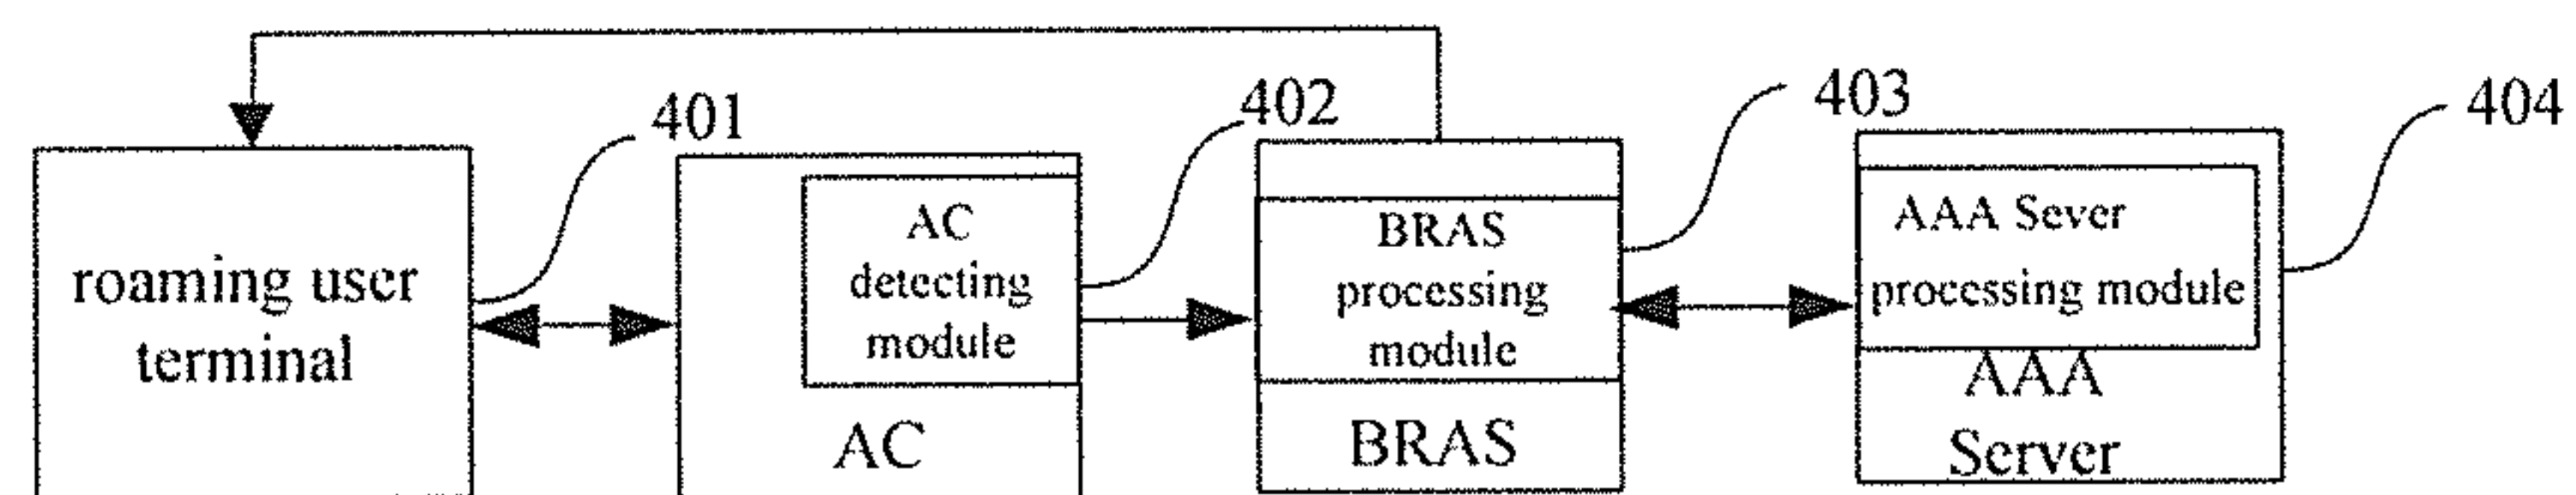 401
402
403
404
roaming user
terminal
AC
detecting
module
AC
BRAS
processing
module
BRAS
AAA Sever
processing module
AAA
Server